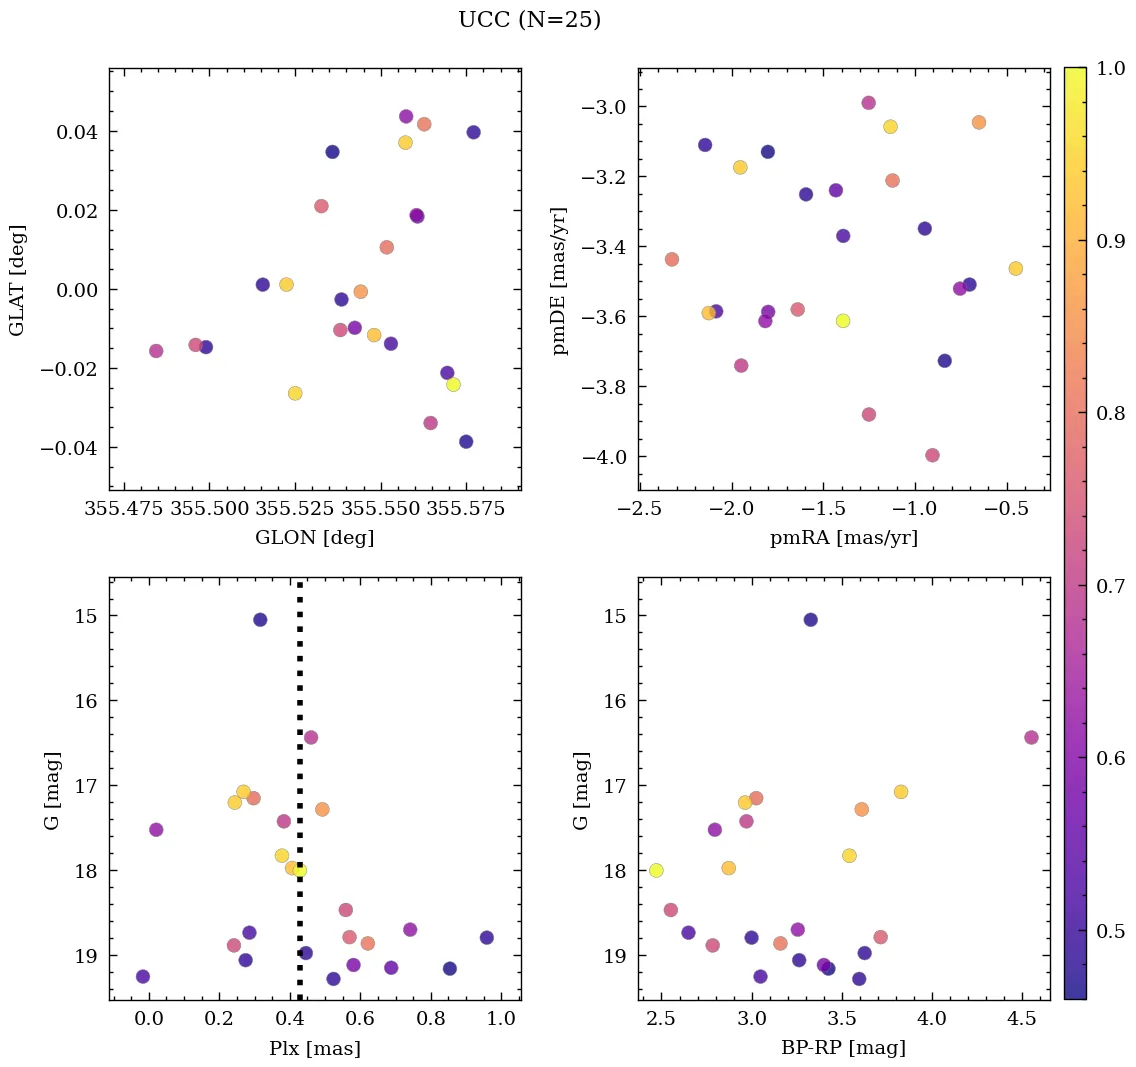 UCC (N=25)
0.04
0.02
0.00
−0.02
−0.04
GLAT [deg]
355.475 355.500 355.525 355.550 355.575
GLON [deg]
−3.0
−3.2
−3.4
−3.6
−3.8
−4.0
pmDE [mas/yr]
−2.5 −2.0 −1.5 −1.0 −0.5
pmRA [mas/yr]
15
16
17
18
19
G [mag]
0.0 0.2 0.4 0.6 0.8 1.0
Plx [mas]
15
16
17
18
19
G [mag]
2.5 3.0 3.5 4.0 4.5
BP-RP [mag]
1.0
0.9
0.8
0.7
0.6
0.5